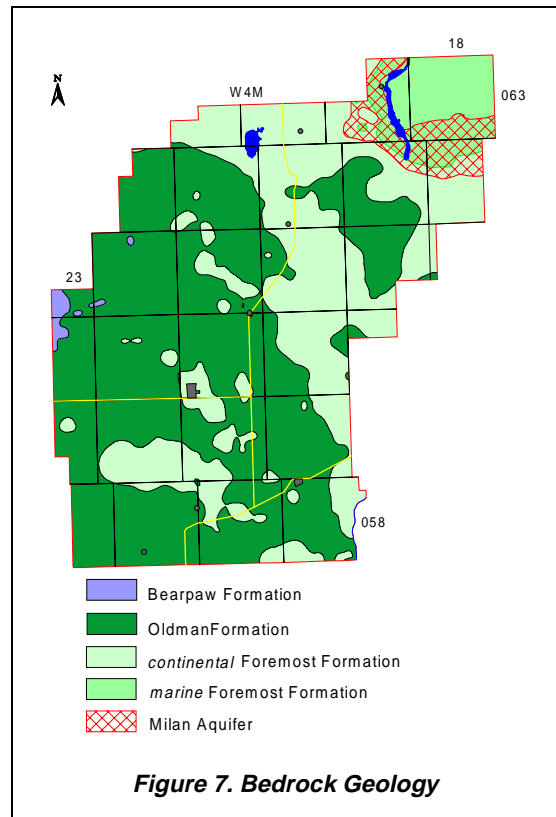 18
N
W4M
063
23
058
Bearpaw Formation
OldmanFormation
continental Foremost Formation
marine Foremost Formation
Milan Aquifer
Figure 7. Bedrock Geology